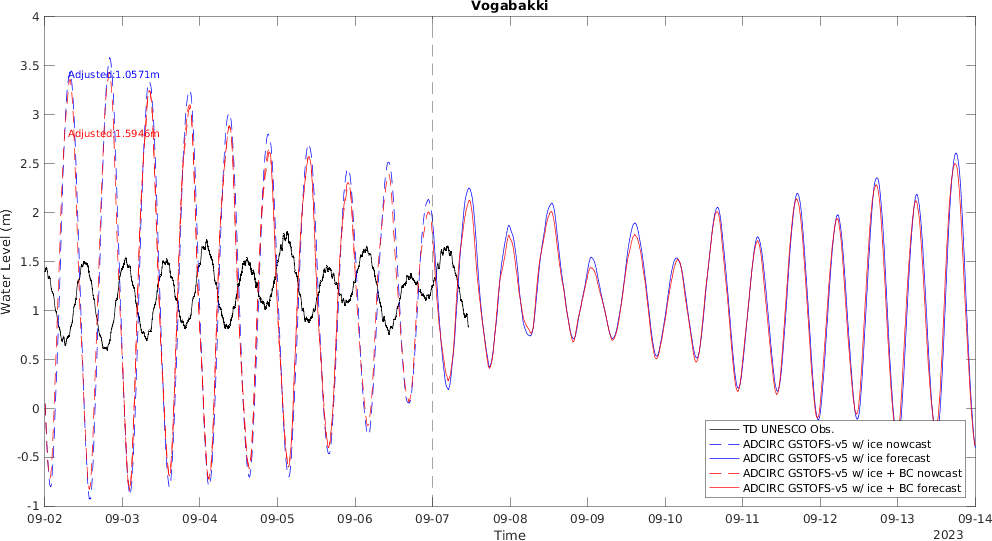 Vogabakki
4
3.5
3
2.5
2
1.5
1
0.5
0
-0.5
-1
Water Level (m)
Adjusted:1.0571m
Adjusted:1.5946m
TD UNESCO Obs.
ADCIRC GSTOFS-v5 w/ ice nowcast
ADCIRC GSTOFS-v5 w/ ice forecast
ADCIRC GSTOFS-v5 w/ ice + BC nowcast
ADCIRC GSTOFS-v5 w/ ice + BC forecast
09-02 09-03 09-04 09-05 09-06 09-07 09-08 09-09 09-10 09-11 09-12 09-13 09-14
Time
2023